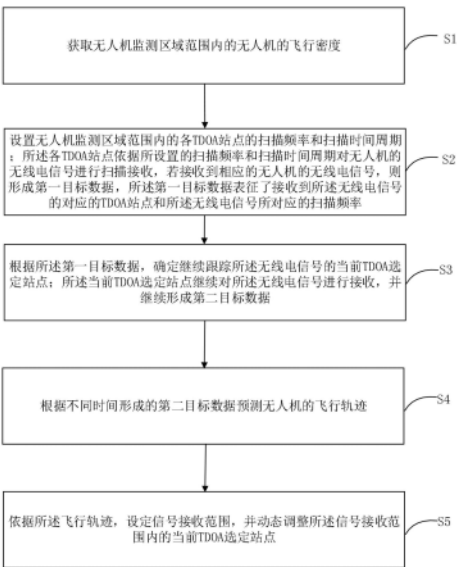 获取无人机监测区域范围内的无人机的飞行密度
S1
设置无人机监测区域范围内的各TDOA站点的扫描频率和扫描时间周期
；所述各TDOA站点依据所设置的扫描频率和扫描时间周期对无人机的
无线电信号进行扫描接收，若接收到相应的无人机的无线电信号，则
形成第一目标数据，所述第一目标数据表征了接收到所述无线电信号
的对应的TDOA站点和所述无线电信号所对应的扫描频率
S2
根据所述第一目标数据，确定继续跟踪所述无线电信号的当前TDOA选
定站点；所述当前TDOA选定站点继续对所述无线电信号进行接收，并
继续形成第二目标数据
S3
根据不同时间形成的第二目标数据预测无人机的飞行轨迹
S4
依据所述飞行轨迹，设定信号接收范围，并动态调整所述信号接收范
围内的当前TDOA选定站点
S5